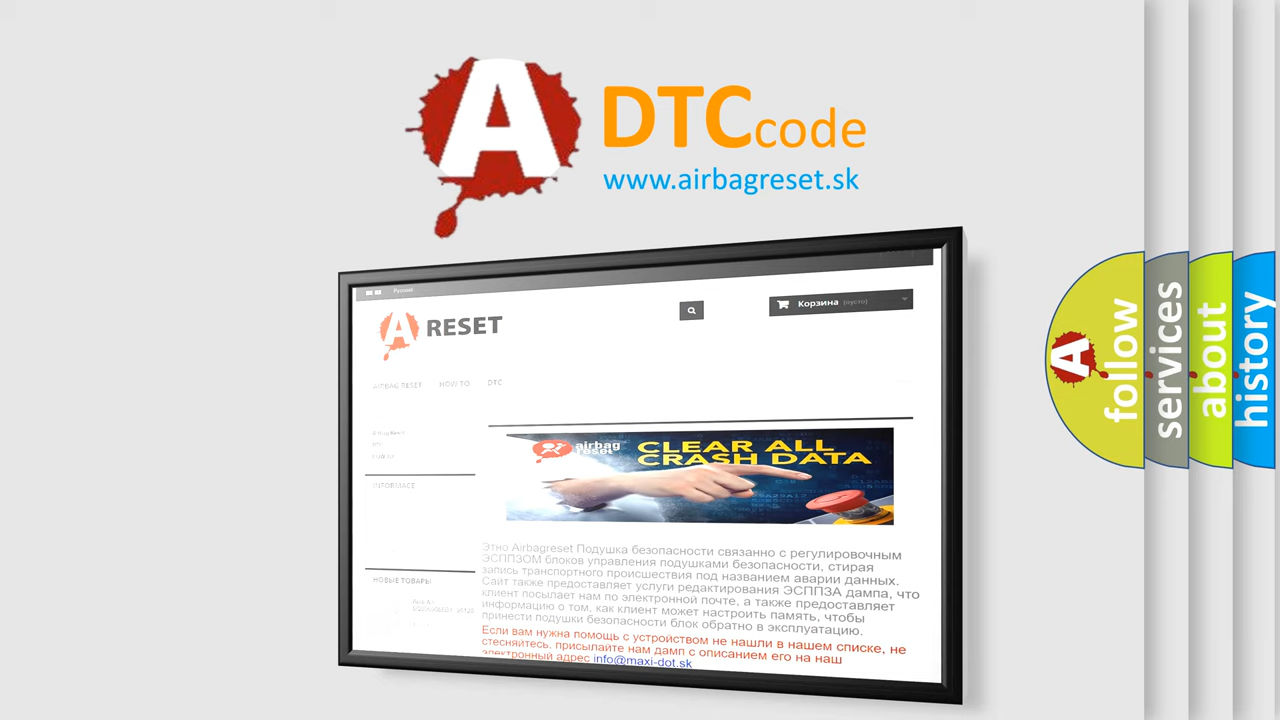 A DTC code
www.airbagreset.sk
Русский
A RESET
Корзина (пусто)
AIRBAG RESET HOW TO DTC
DTC
INFORMACE
airbag reset
CLEAR ALL
CRASH DATA
Этно Airbagreset Подушка безопасности связанно с регулировочным
ЭСППЗОМ блоков управления подушками безопасности, стирая
запись транспортного происшествия под названием аварии данных.
Сайт также предоставляет услуги редактирования ЭСППЗА дампа, что
клиент посылает нам по электронной почте, а также предоставляет
информацию о том, как клиент может настроить память, чтобы
принести подушки безопасности блок обратно в эксплуатацию.
Если вам нужна помощь с устройством не нашли в нашем списке, не
стесняйтесь, присылайте нам дамп с описанием его на наш
электронный адрес info@maxi-dot.sk
НОВЫЕ ТОВАРЫ
A follow
services
about
history